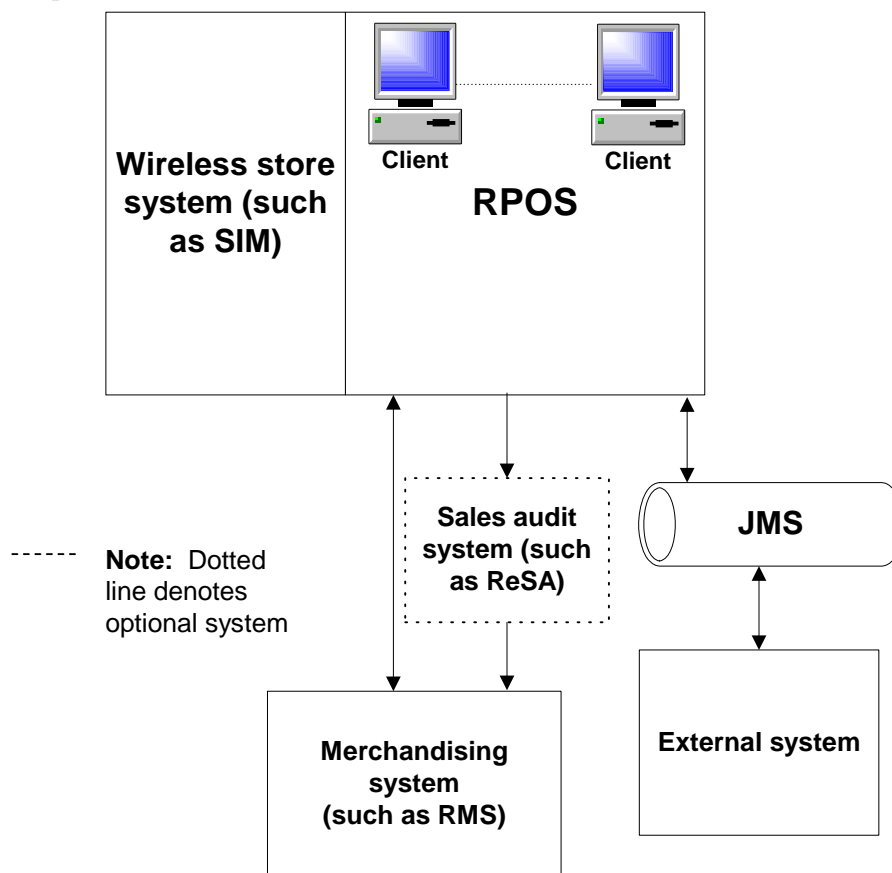 Wireless store
system (such
as SIM)
Client
Client
RPOS
Sales audit
system (such
as ReSA)
JMS
Note: Dotted
line denotes
optional system
Merchandising
system
(such as RMS)
External system